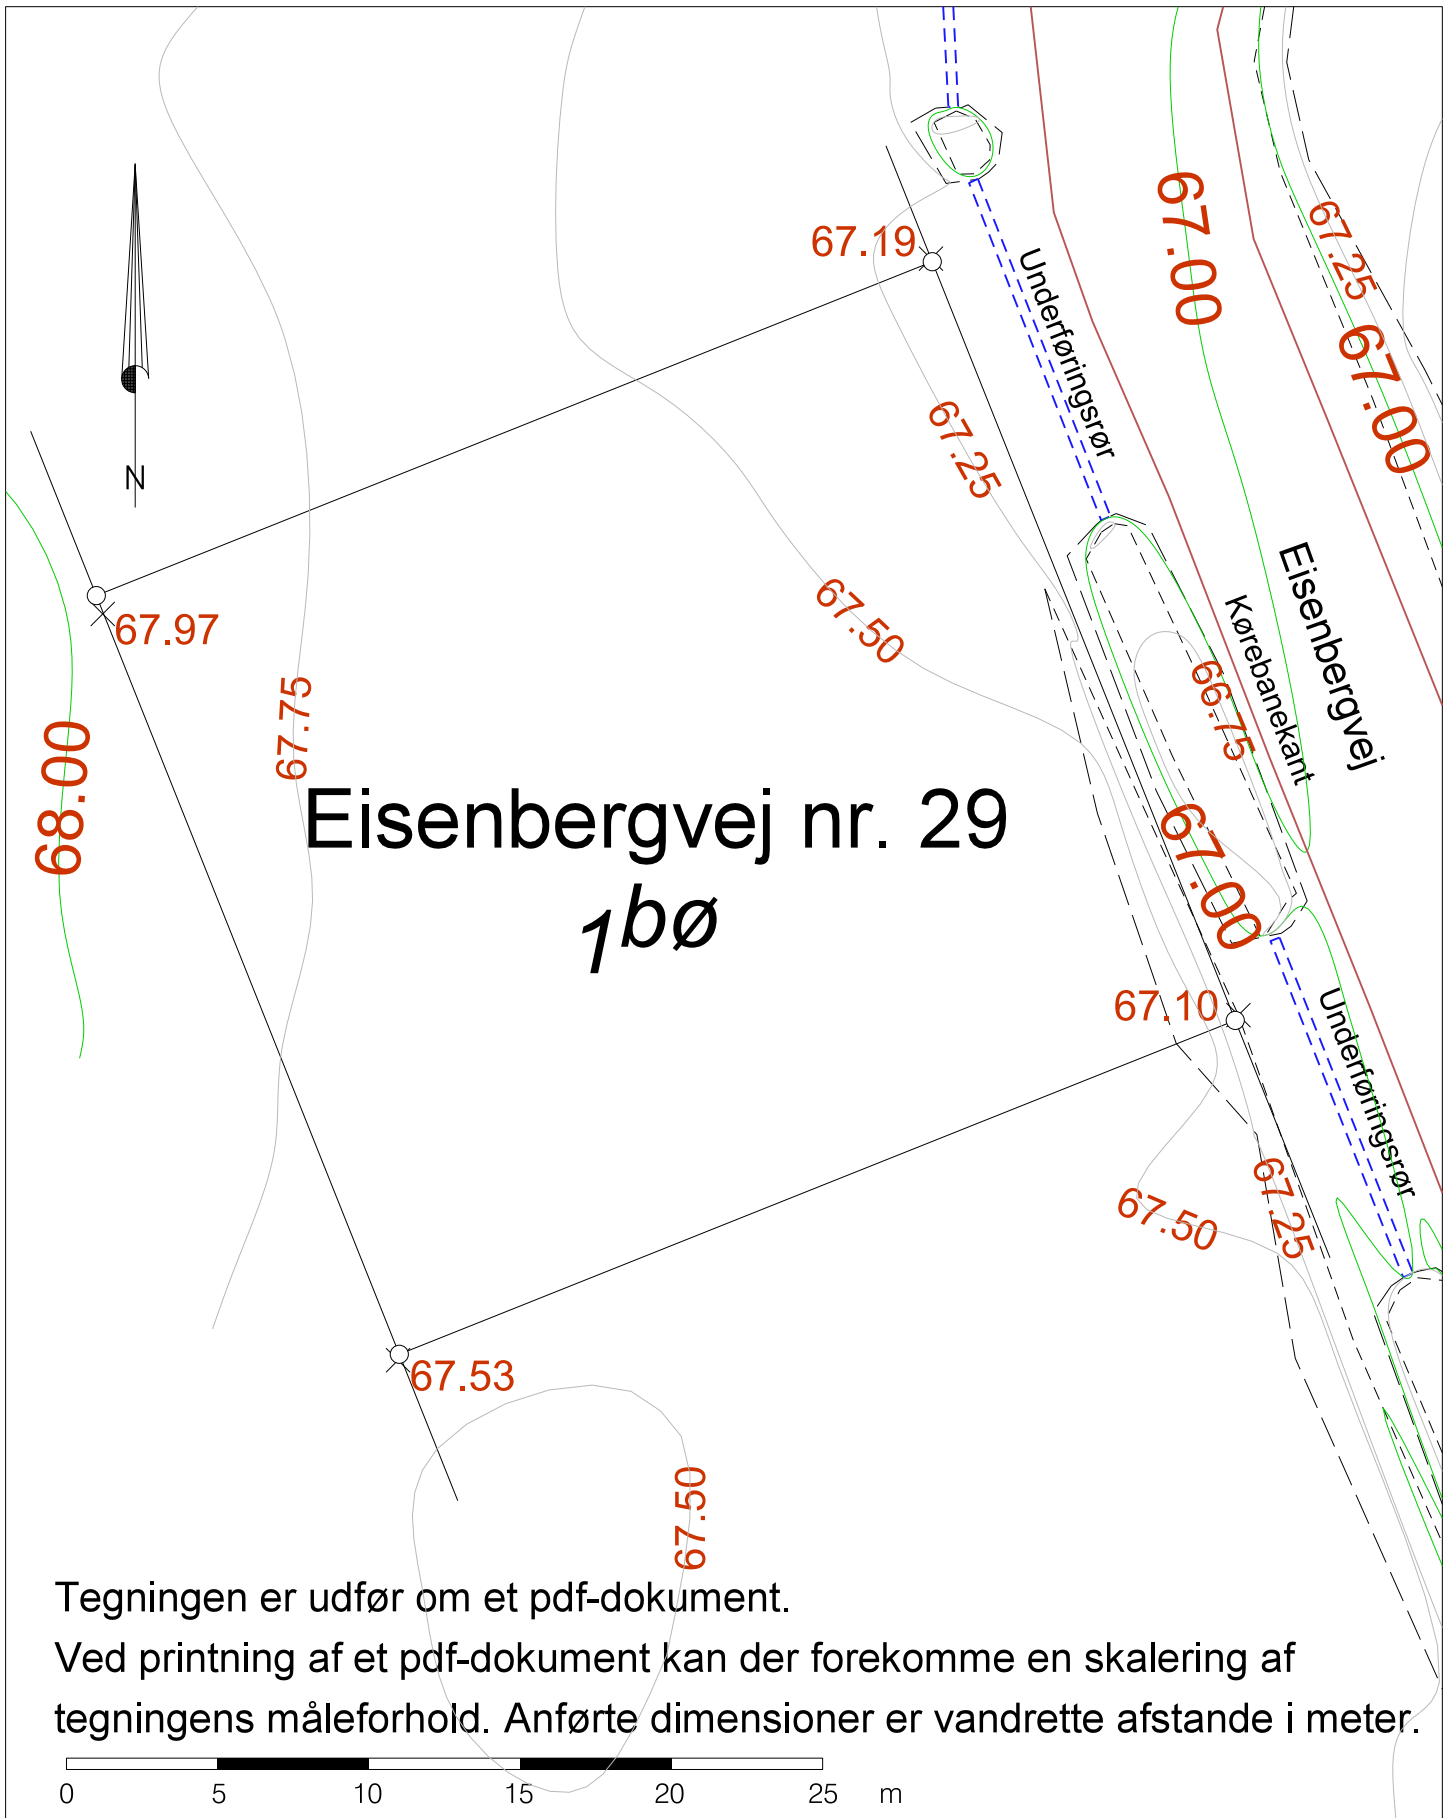 67.19
67.00
67.25
67.00
Underføringsrør
67.25
N
67.97
67.50
Eisenbergvej
Kørebanekant
66.75
67.75
68.00
Eisenbergvej nr. 29
1bø
67.00
67.10
Underføringsrør
67.50
67.25
67.53
67.50
Tegningen er udfør om et pdf-dokument.
Ved printning af et pdf-dokument kan der forekomme en skalering af
tegningens måleforhold. Anførte dimensioner er vandrette afstande i meter.
0 5 10 15 20 25 m